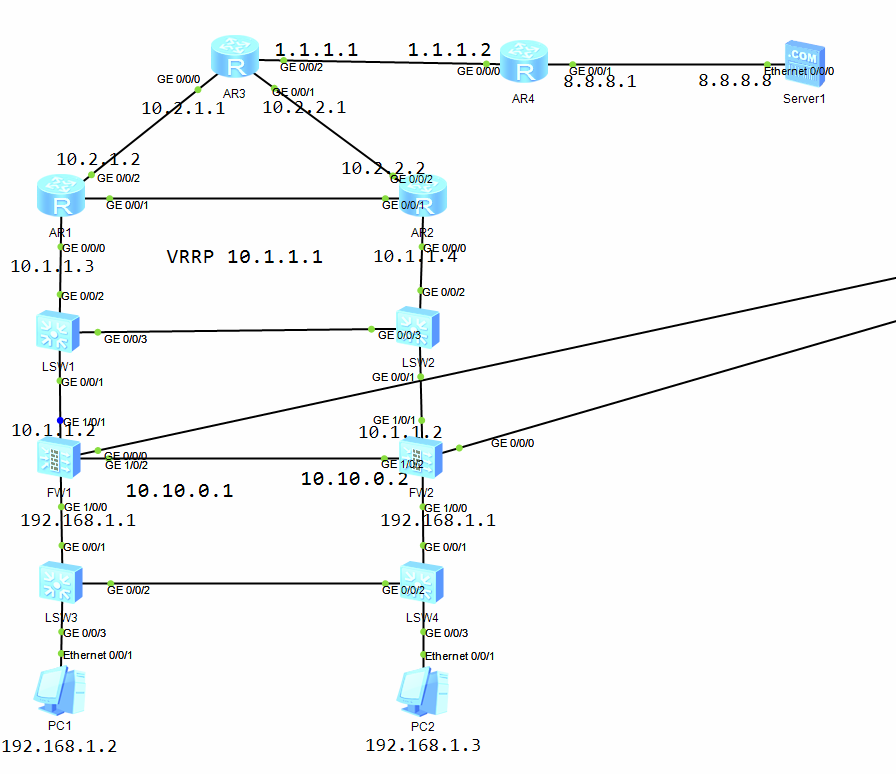 1.1.1.1
1.1.1.2
.COM
GE 0/0/2
GE 0/0/0
GE 0/0/1
Ethernet 0/0/0
GE 0/0/0
8.8.8.1
8.8.8.8
R
R
AR3
GE 0/0/1
AR4
Server1
10.2.1.1
10.2.2.1
10.2.1.2
10.2.2.2
GE 0/0/2
GE 0/0/2
R
R
GE 0/0/1
GE 0/0/1
AR1
AR2
GE 0/0/0
GE 0/0/0
VRRP 10.1.1.1
10.1.1.3
10.1.1.4
GE 0/0/2
GE 0/0/2
GE 0/0/3
GE 0/0/3
LSW1
LSW2
GE 0/0/1
GE 0/0/1
GE 1/0/1
GE 1/0/1
10.1.1.2
10.1.1.2
GE 0/0/0
GE 0/0/0
GE 1/0/2
GE 1/0/2
10.10.0.1
10.10.0.2
FW1
FW2
GE 1/0/0
GE 1/0/0
192.168.1.1
192.168.1.1
GE 0/0/1
GE 0/0/1
GE 0/0/2
GE 0/0/2
LSW3
LSW4
GE 0/0/3
GE 0/0/3
Ethernet 0/0/1
Ethernet 0/0/1
PC1
PC2
192.168.1.2
192.168.1.3